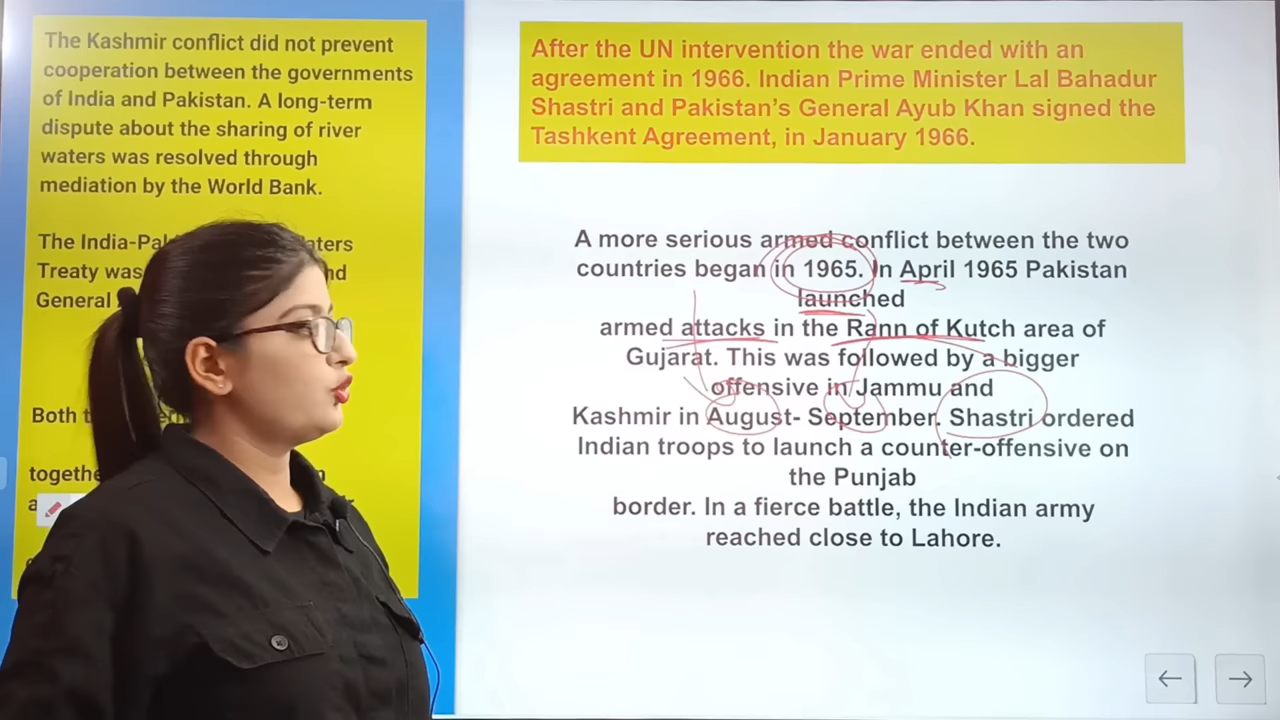 The Kashmir conflict did not prevent
cooperation between the governments
of India and Pakistan. A long-term
dispute about the sharing of river
waters was resolved through
mediation by the World Bank.
The
Treaty was
General
Both
After the UN intervention the war ended with an
agreement in 1966. Indian Prime Minister Lal Bahadur
Shastri and Pakistan's General Ayub Khan signed the
Tashkent Agreement, in January 1966.
A more serious armed conflict between the two
countries began in 1965. In April 1965 Pakistan
launched
armed attacks in the Rann of Kutch area of
Gujarat. This was followed by a bigger
offensive in Jammu and
Kashmir in August- September. Shastri ordered
Indian troops to launch a counter-offensive on
the Punjab
border. In a fierce battle, the Indian army
reached close to Lahore.